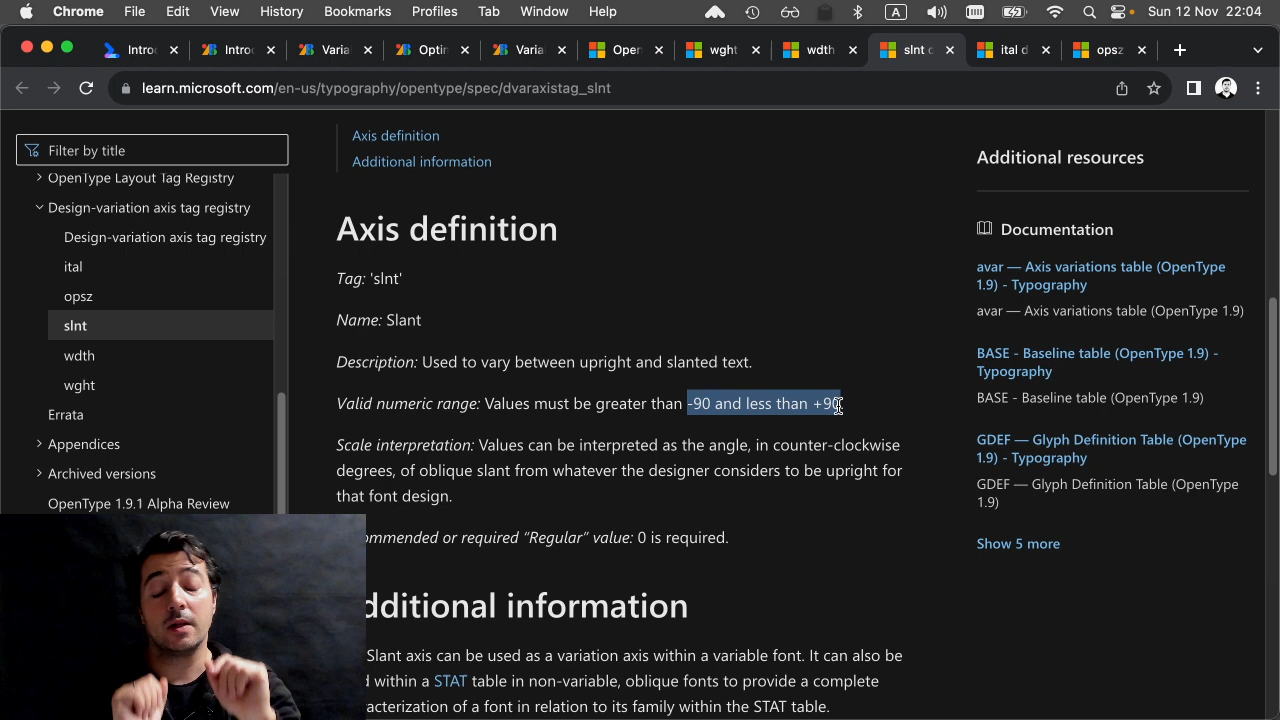 Chrome File Edit View History Bookmarks Profiles Tab Window Help A Sun 12 Nov 22:04
Introc Introc Varia Optin Varia Oper wght wdth slnt d ital d opsz
learn.microsoft.com/en-us/typography/opentype/spec/dvaraxistag_slnt
Filter by title
OpenType Layout Tag Registry
Design-variation axis tag registry
Design-variation axis tag registry
ital
opsz
slnt
wdth
wght
Errata
Appendices
Archived versions
OpenType 1.9.1 Alpha Review
Axis definition
Additional information
Axis definition
Tag: 'slnt'
Name: Slant
Description: Used to vary between upright and slanted text.
Valid numeric range: Values must be greater than -90 and less than +90
Scale interpretation: Values can be interpreted as the angle, in counter-clockwise
degrees, of oblique slant from whatever the designer considers to be upright for
that font design.
ommended or required “Regular” value: 0 is required.
dditional information
Slant axis can be used as a variation axis within a variable font. It can also be
d within a STAT table in non-variable, oblique fonts to provide a complete
acterization of a font in relation to its family within the STAT table.
Additional resources
Documentation
avar — Axis variations table (OpenType
1.9) - Typography
avar — Axis variations table (OpenType 1.9)
BASE - Baseline table (OpenType 1.9) -
Typography
BASE - Baseline table (OpenType 1.9)
GDEF — Glyph Definition Table (OpenType
1.9) - Typography
GDEF — Glyph Definition Table (OpenType
1.9)
Show 5 more